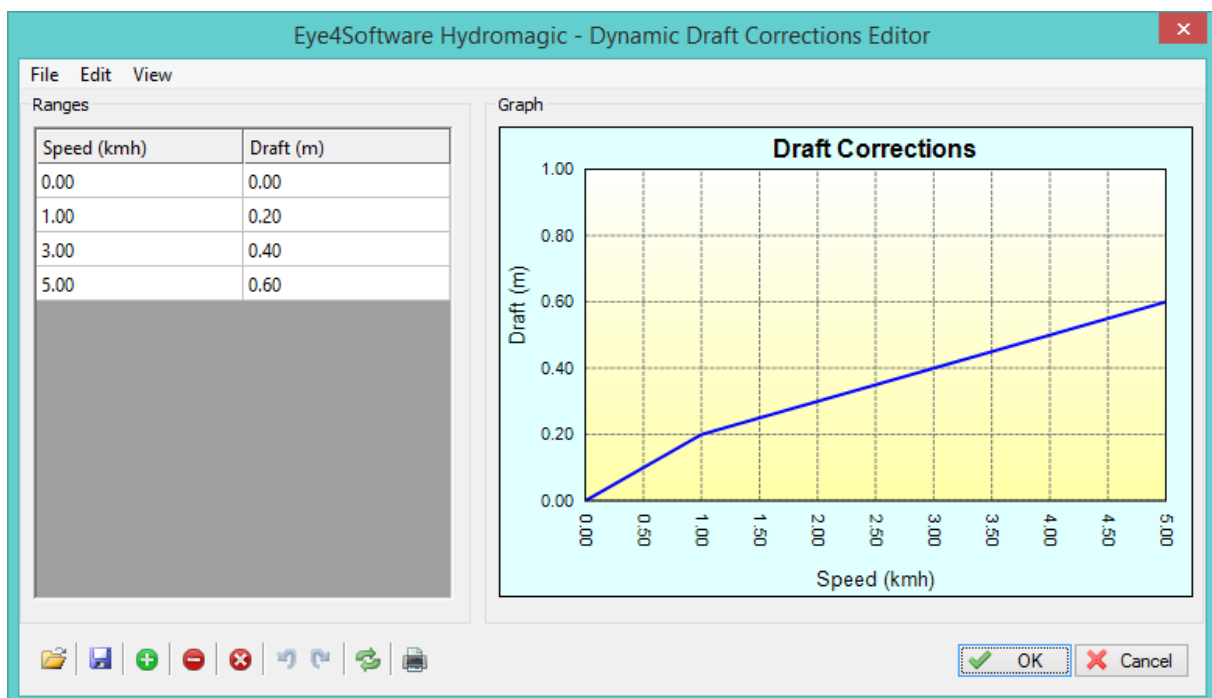 Eye4Software Hydromagic - Dynamic Draft Corrections Editor
File Edit View
Ranges
Speed (kmh) Draft (m)
0.00 0.00
1.00 0.20
3.00 0.40
5.00 0.60
Graph
Draft Corrections
Draft (m)
1.00
0.80
0.60
0.40
0.20
0.00
0.00 0.50 1.00 1.50 2.00 2.50 3.00 3.50 4.00 4.50 5.00
Speed (kmh)
OK Cancel